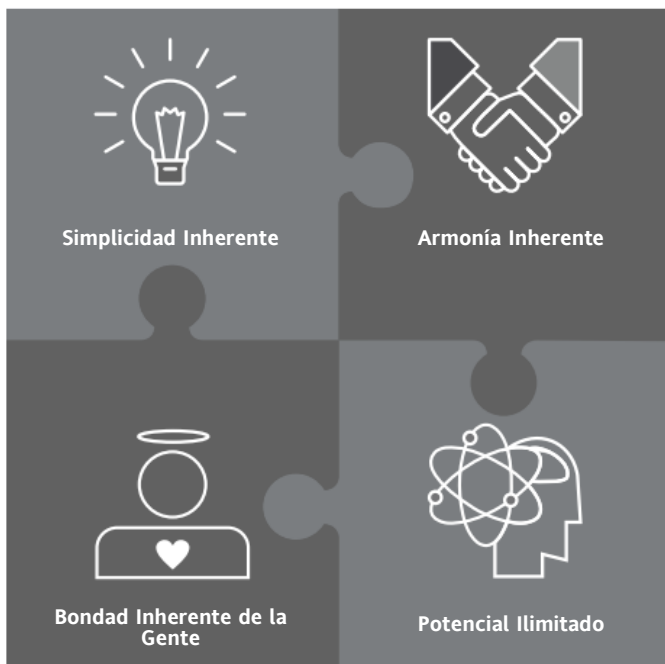 Simplicidad Inherente
Armonía Inherente
Bondad Inherente de la
Gente
Potencial Ilimitado